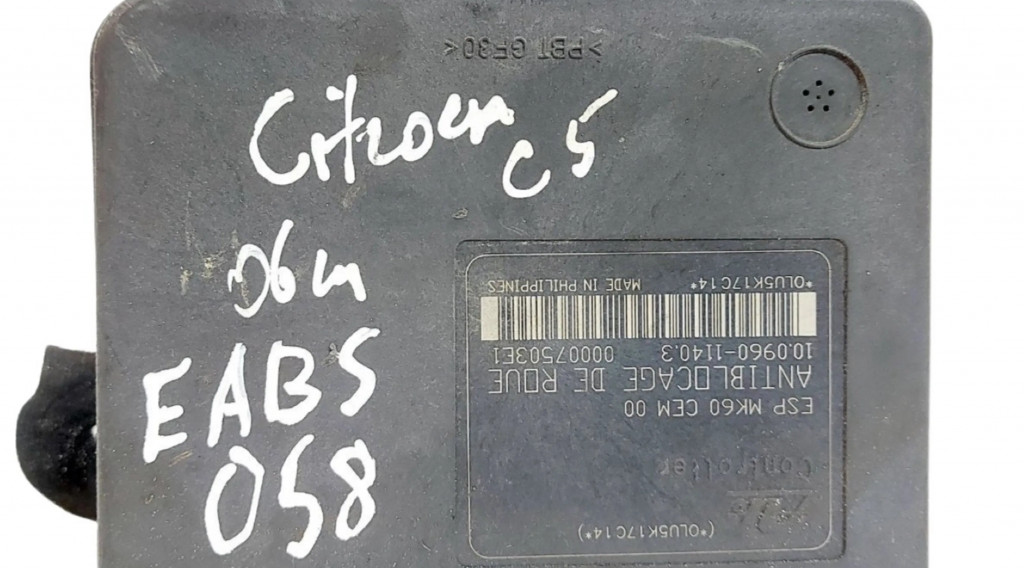 >PBT GF30<
Citroen C5
06m
EABS
058
(*OLU5K17C14*)
Controller
ESP MK60 CEM 00
ANTIBLOCAGE DE ROUE
10.0960-1140.3 00007503E1
*OLU5K17C14* MADE IN PHILIPPINES